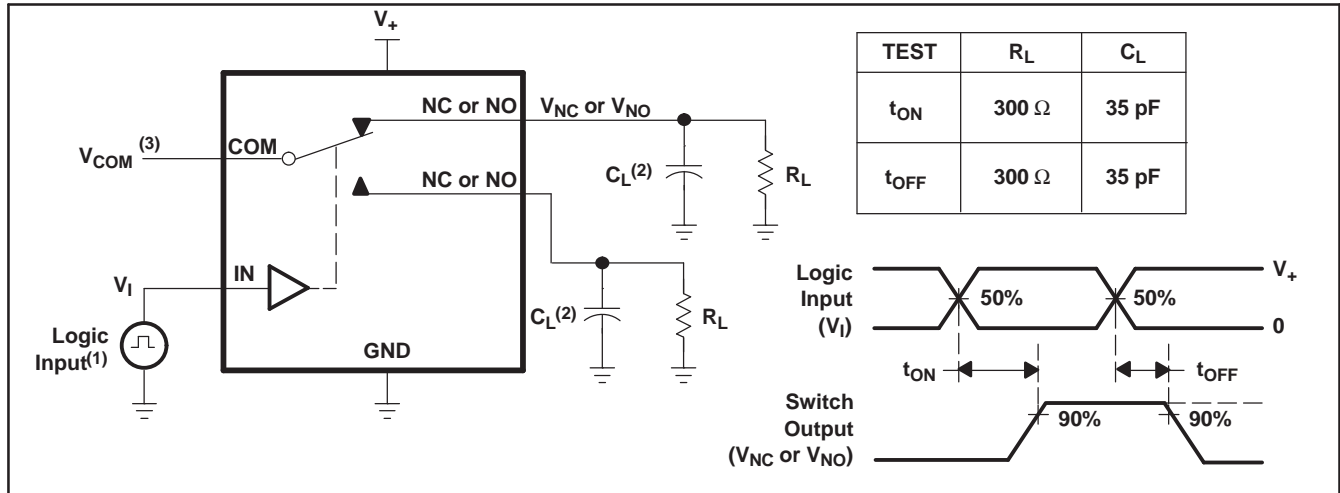 V+
NC or NO
VNC or VNO
VCOM (3)
COM
CL(2)
RL
NC or NO
VI
IN
CL(2)
RL
Logic
Input(1)
GND
TEST RL CL
tON 300 Ω 35 pF
tOFF 300 Ω 35 pF
Logic
Input
(VI)
50%
50%
V+
0
tON
tOFF
Switch
Output
(VNC or VNO)
90%
90%